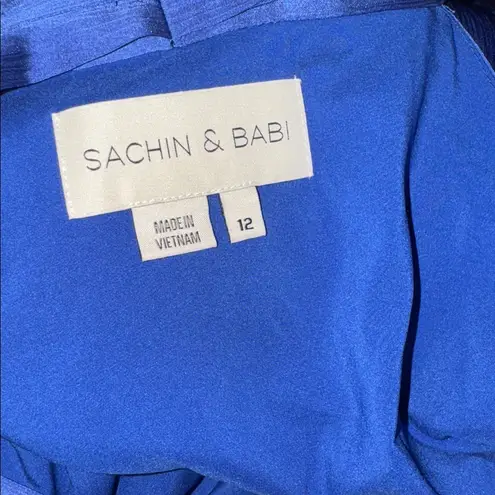 SACHIN & BABI
MADE IN
VIETNAM
12